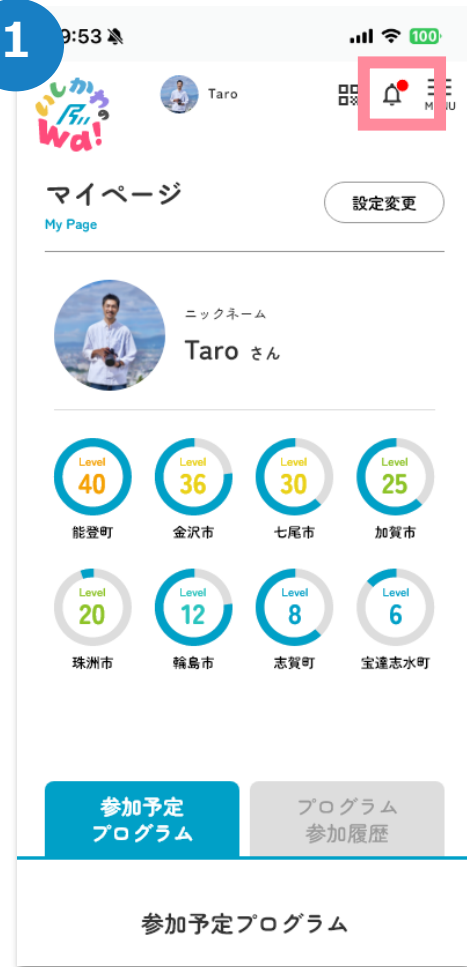 1
9:53
100
いしかわ
のWa!
Taro
MENU
マイページ
My Page
設定変更
ニックネーム
Taro さん
Level Level Level Level
40 36 30 25
能登町 金沢市 七尾市 加賀市
Level Level Level Level
20 12 8 6
珠洲市 輪島市 志賀町 宝達志水町
参加予定 プログラム
プログラム 参加履歴
参加予定プログラム